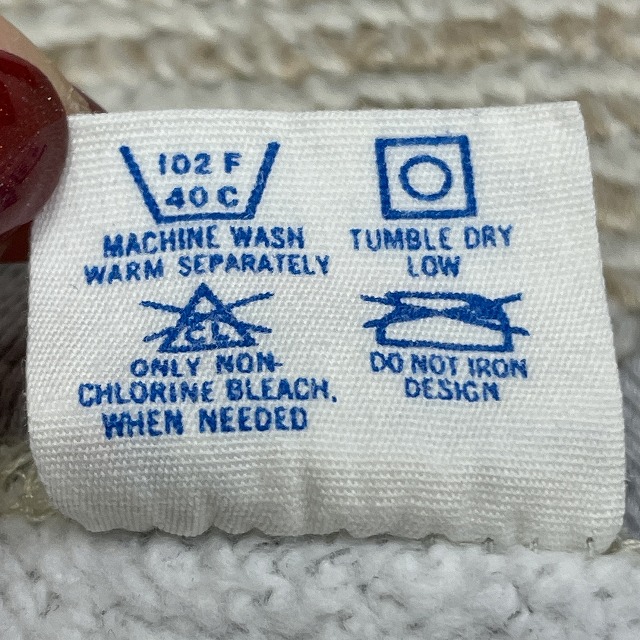 102 F
40 C
MACHINE WASH
WARM SEPARATELY
TUMBLE DRY
LOW
CL
ONLY NON-
CHLORINE BLEACH,
WHEN NEEDED
DO NOT IRON
DESIGN